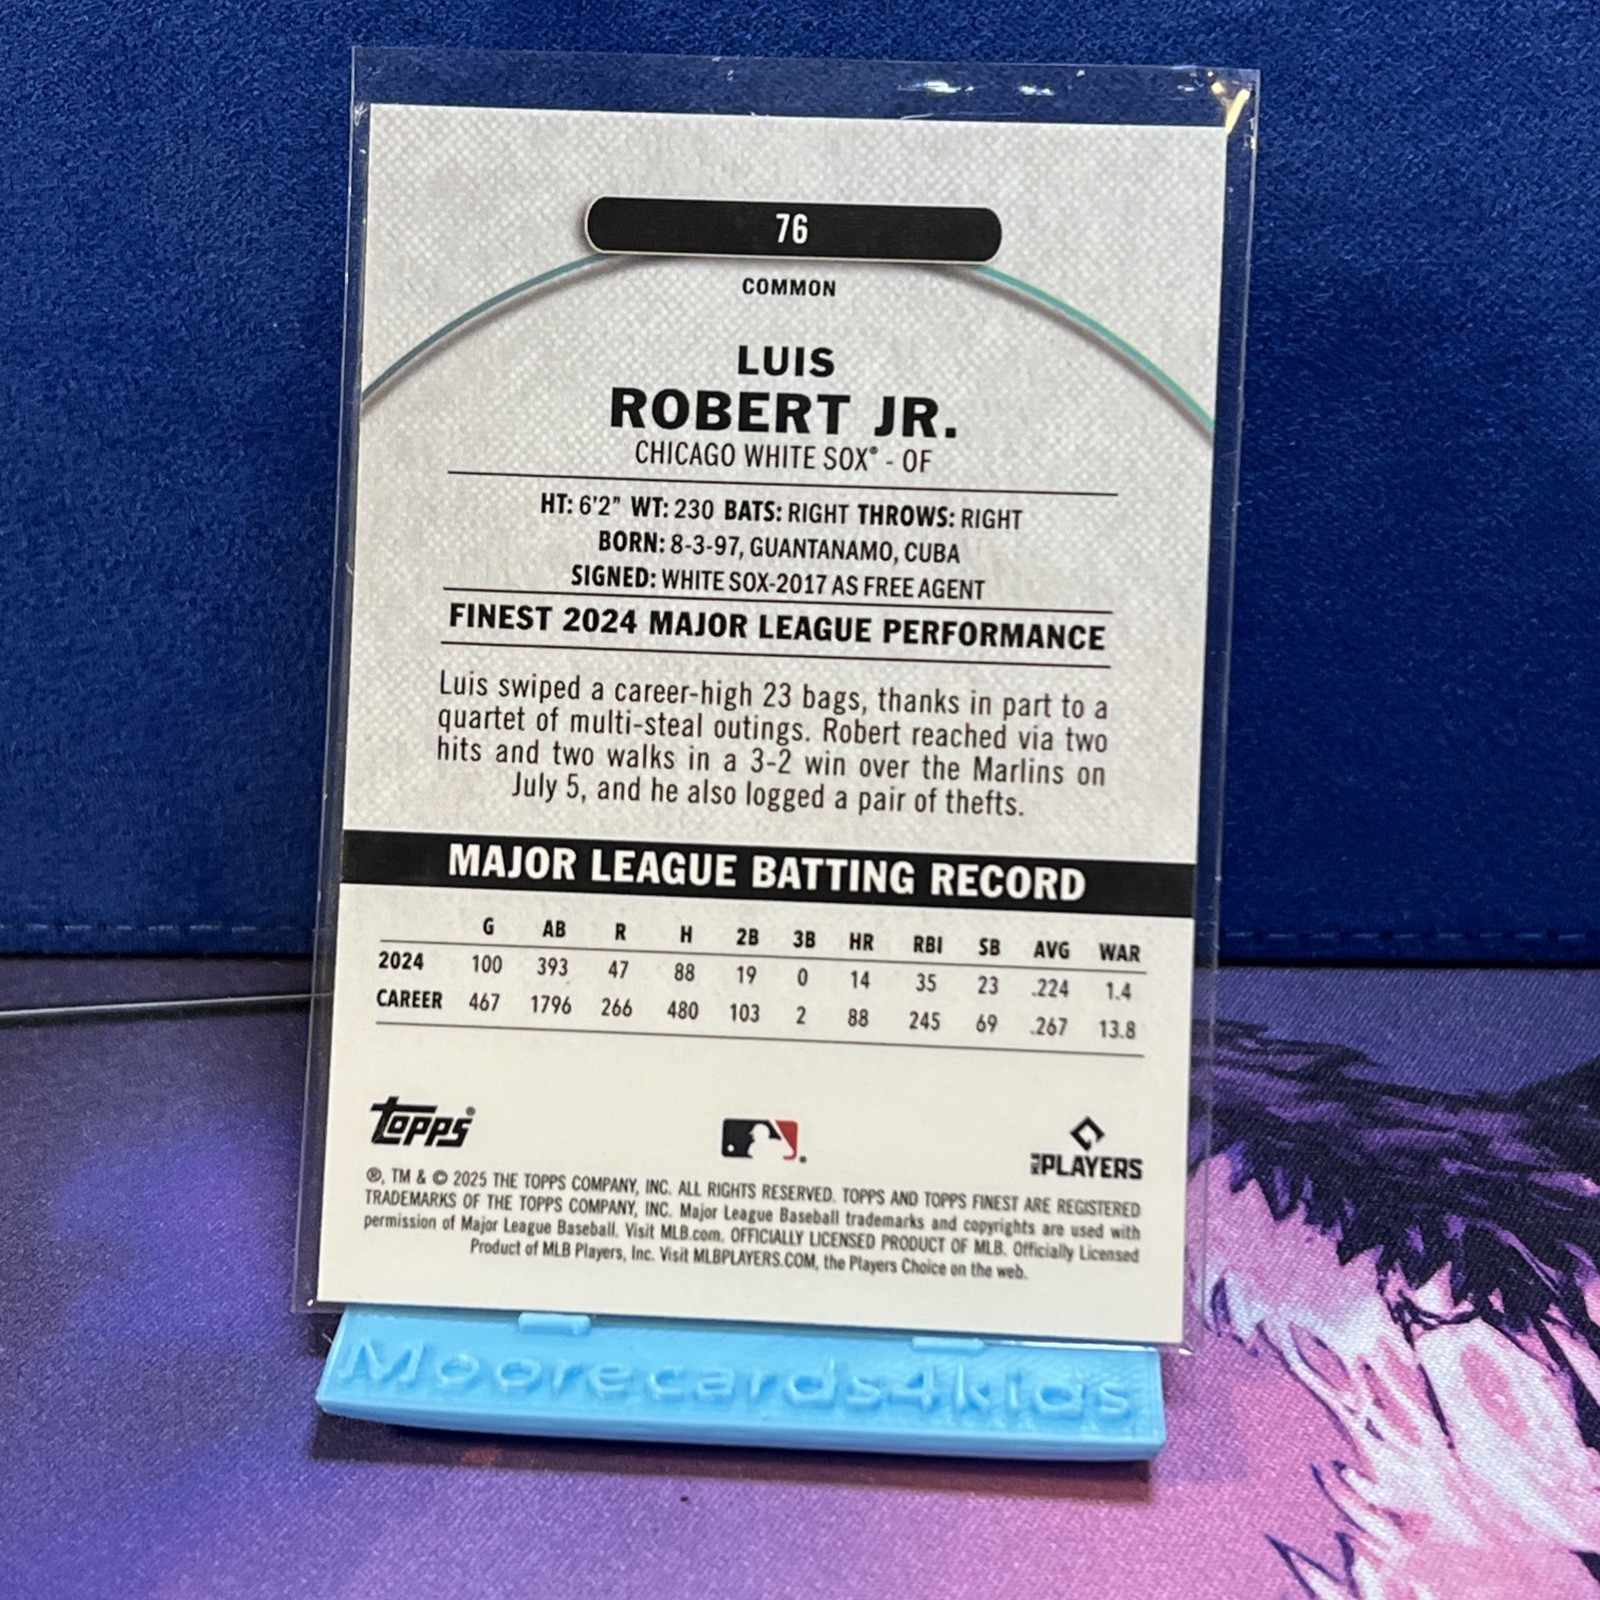 76
COMMON
LUIS
ROBERT JR.
CHICAGO WHITE SOX® - OF
HT: 6'2" WT: 230 BATS: RIGHT THROWS: RIGHT
BORN: 8-3-97, GUANTANAMO, CUBA
SIGNED: WHITE SOX-2017 AS FREE AGENT
FINEST 2024 MAJOR LEAGUE PERFORMANCE
Luis swiped a career-high 23 bags, thanks in part to a
quartet of multi-steal outings. Robert reached via two
hits and two walks in a 3-2 win over the Marlins on
July 5, and he also logged a pair of thefts.
MAJOR LEAGUE BATTING RECORD
G AB R H 2B 3B HR RBI SB AVG WAR
2024 100 393 47 88 19 0 14 35 23 .224 1.4
CAREER 467 1796 266 480 103 2 88 245 69 .267 13.8
Topps®
MLB PLAYERS
®, TM & © 2025 THE TOPPS COMPANY, INC. ALL RIGHTS RESERVED. TOPPS AND TOPPS FINEST ARE REGISTERED
TRADEMARKS OF THE TOPPS COMPANY, INC. Major League Baseball trademarks and copyrights are used with
permission of Major League Baseball. Visit MLB.com. OFFICIALLY LICENSED PRODUCT OF MLB. Officially Licensed
Product of MLB Players, Inc. Visit MLBPLAYERS.COM, the Players Choice on the web.
Moorecards4kids